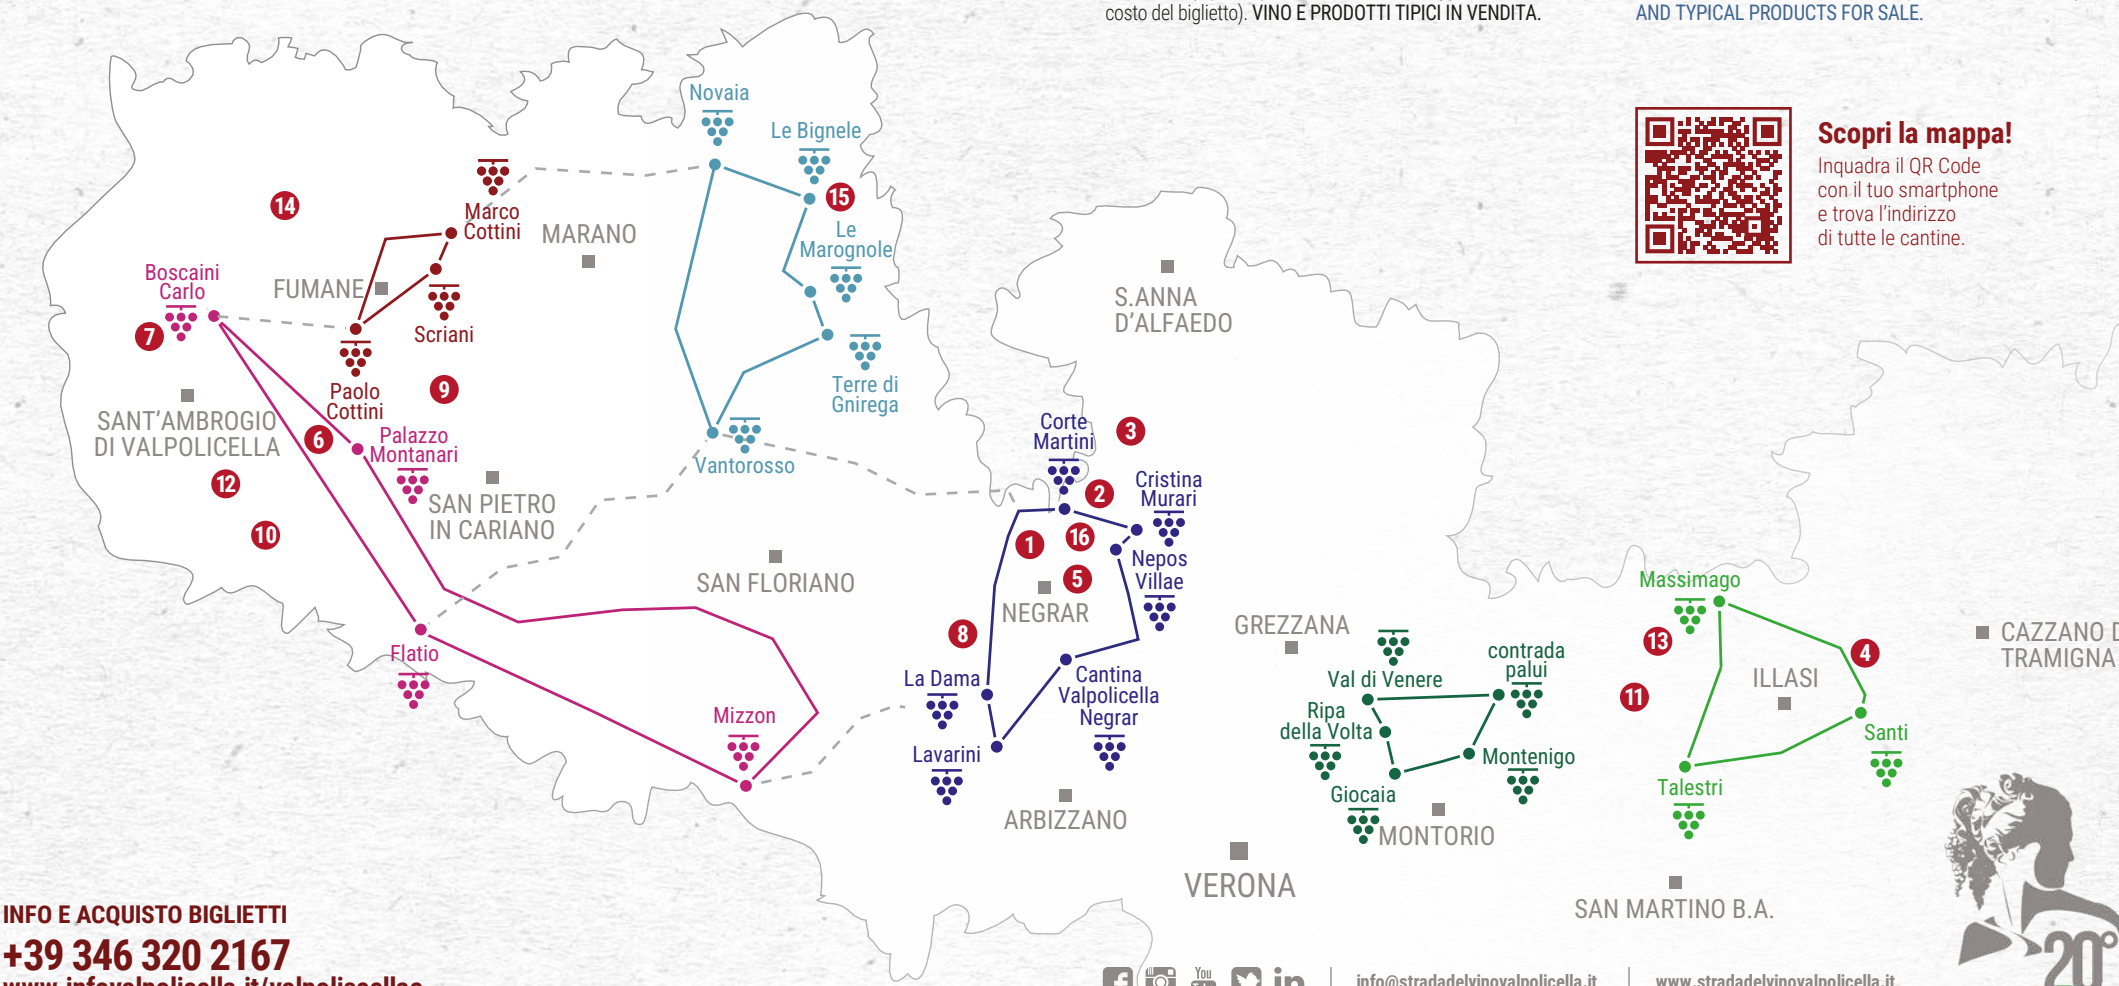 costo del biglietto). VINO E PRODOTTI TIPICI IN VENDITA.
AND TYPICAL PRODUCTS FOR SALE.
Scopri la mappa!
Inquadra il QR Code
con il tuo smartphone
e trova l'indirizzo
di tutte le cantine.
Novaia
Le Bignele
15
14
Marco
Cottini
MARANO
Le
Marognole
Boscaini
Carlo
FUMANE
7
Scriani
Paolo
Cottini
9
Terre di
Gnirega
S.ANNA
D'ALFAEDO
SANT'AMBROGIO
DI VALPOLICELLA
6
Palazzo
Montanari
Vantorosso
12
SAN PIETRO
IN CARIANO
10
Corte
Martini
3
Cristina
Murari
2
1
16
Nepos
Villae
5
SAN FLORIANO
NEGRAR
8
Flatio
Mizzon
La Dama
Cantina
Valpolicella
Negrar
Lavarini
ARBIZZANO
GREZZANA
contrada
palui
Val di Venere
Ripa
della Volta
Montenigo
Giocaia
MONTORIO
VERONA
Massimago
13
4
11
ILLASI
Santi
Talestri
CAZZANO D
TRAMIGNA
SAN MARTINO B.A.
INFO E ACQUISTO BIGLIETTI
+39 346 320 2167
www.infovalpolicella.it/valpoliscellae
You
info@stradadelvinovalpolicella.it
www.stradadelvinovalpolicella.it
20°